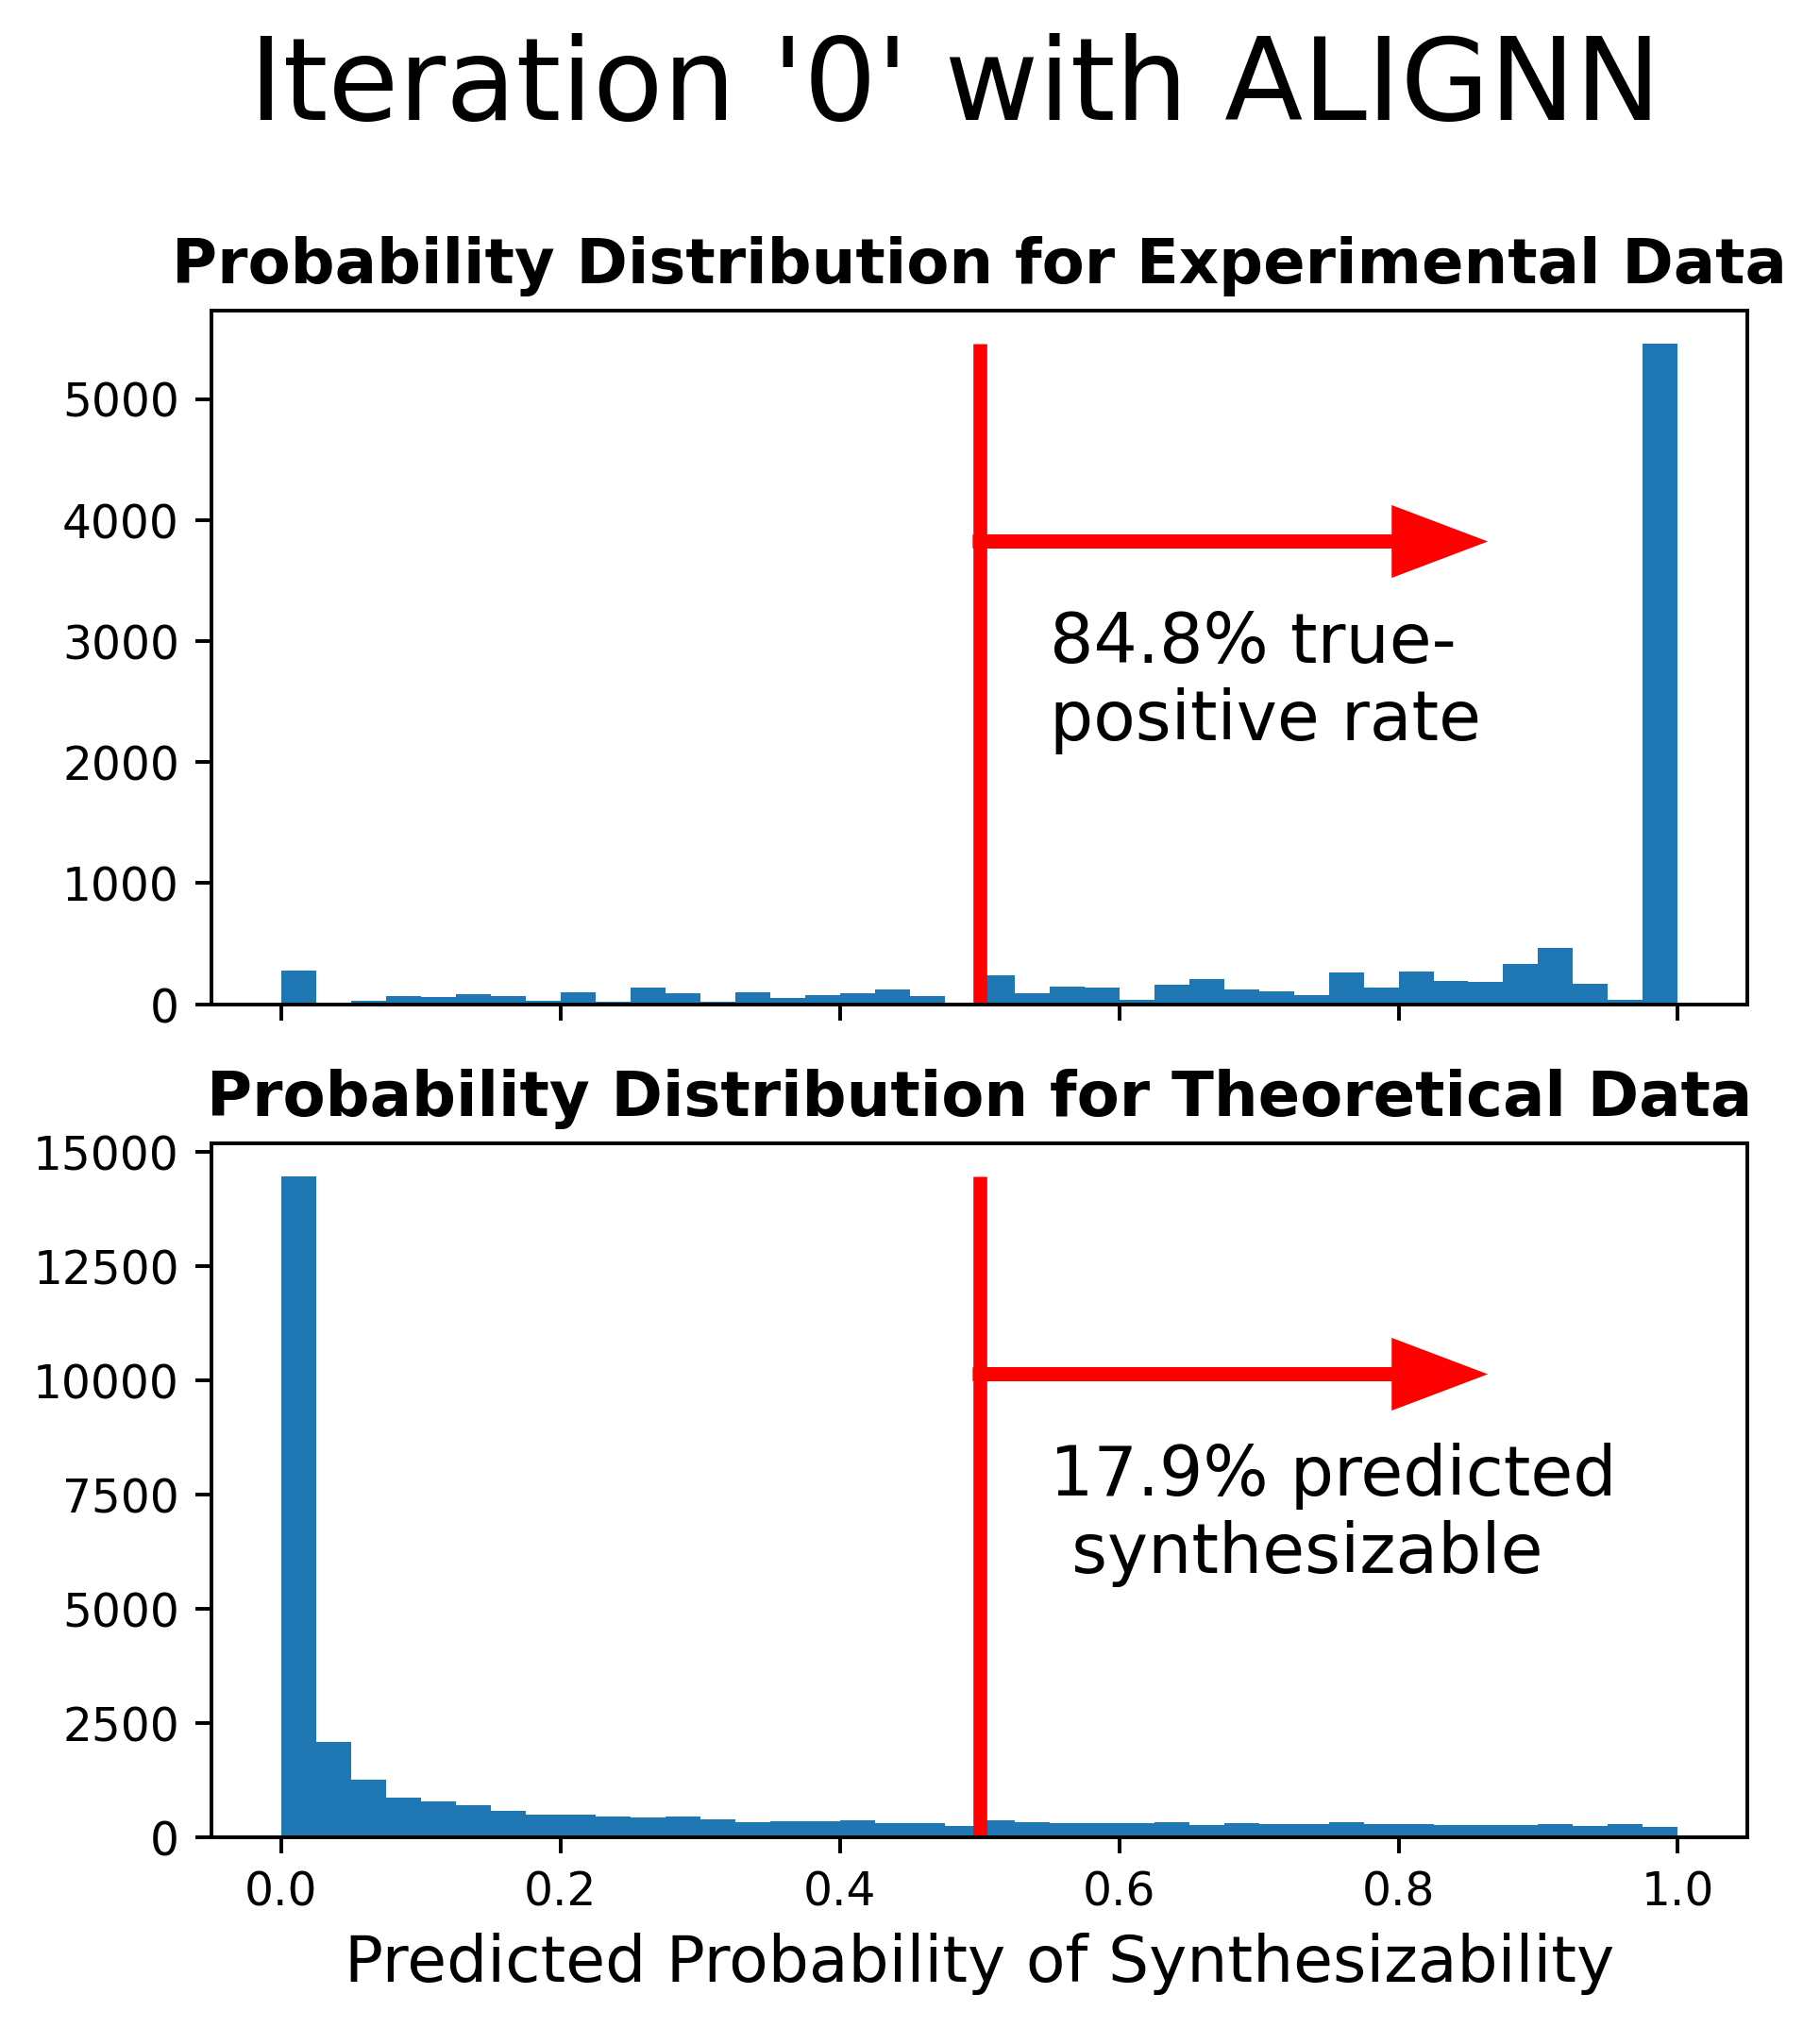 Iteration '0' with ALIGNN
Probability Distribution for Experimental Data
5000
4000
3000
2000
1000
0
84.8% true-
positive rate
Probability Distribution for Theoretical Data
15000
12500
10000
7500
5000
2500
0
17.9% predicted
synthesizable
0.0 0.2 0.4 0.6 0.8 1.0
Predicted Probability of Synthesizability